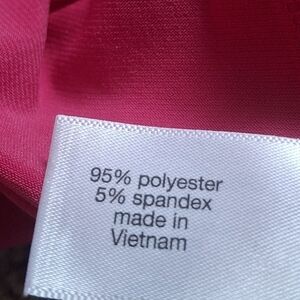 95% polyester
5% spandex
made in
Vietnam